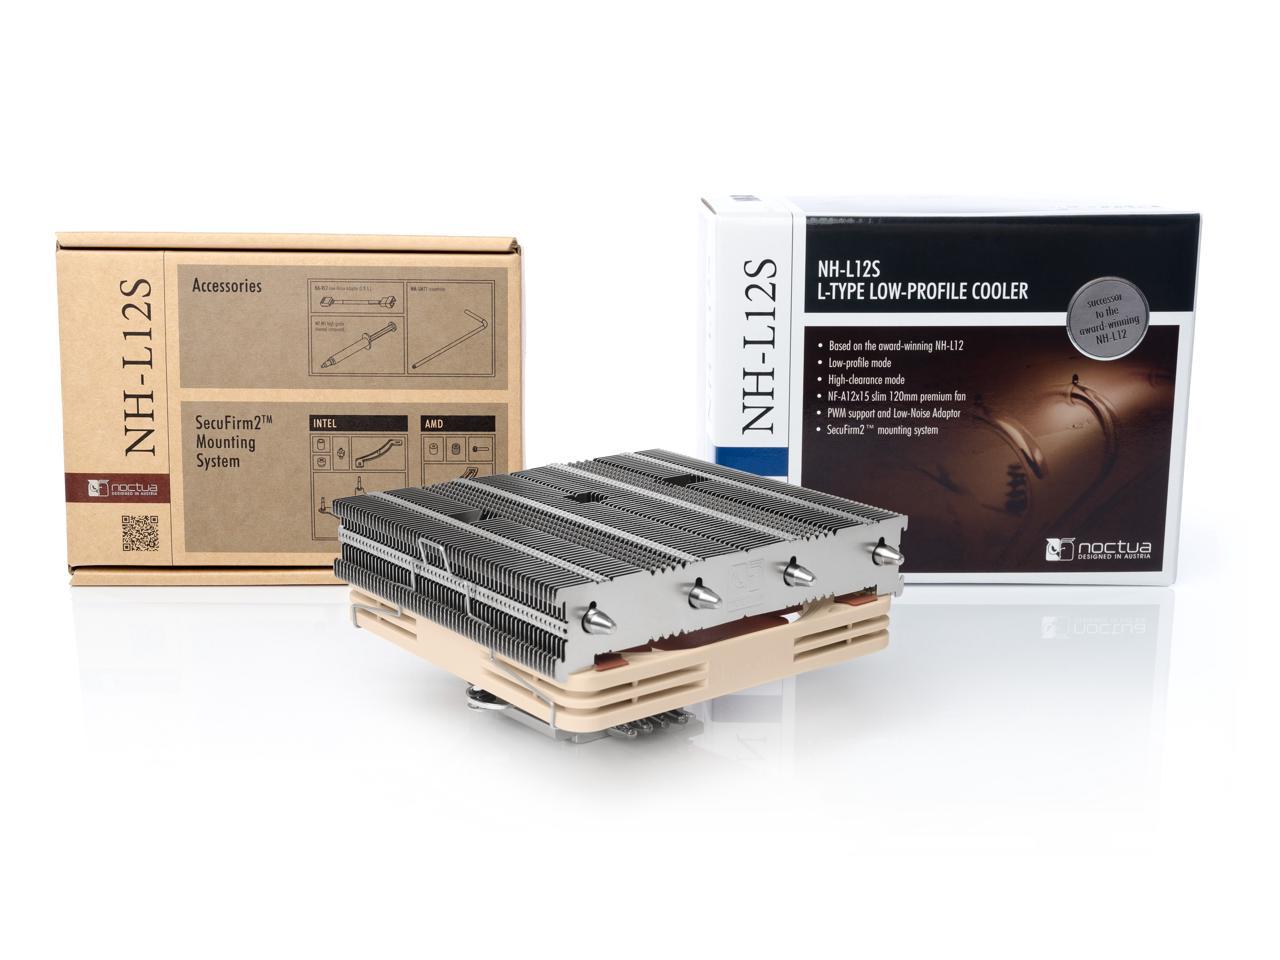 NH-L12S
Accessories
SecuFirm2™
Mounting
System
INTEL
AMD
noctua
DESIGNED IN AUSTRIA
NH-L12S
NH-L12S
L-TYPE LOW-PROFILE COOLER
successor
to the
award-winning
NH-L12
• Based on the award-winning NH-L12
• Low-profile mode
• High-clearance mode
• NF-A12x15 slim 120mm premium fan
• PWM support and Low-Noise Adaptor
• SecuFirm2™ mounting system
noctua
DESIGNED IN AUSTRIA